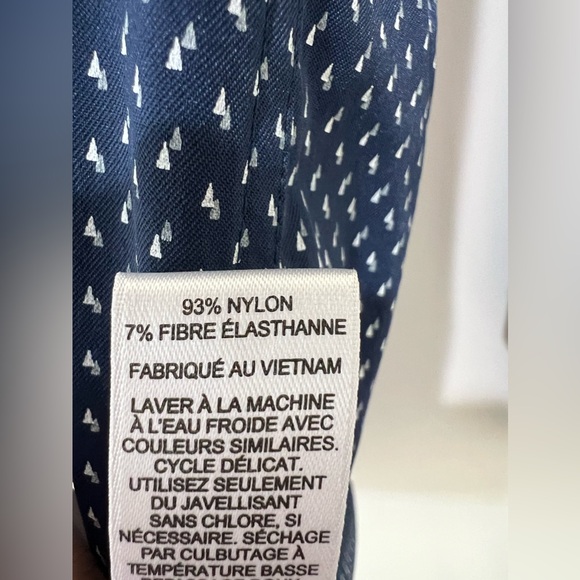 93% NYLON
7% FIBRE ÉLASTHANNE
FABRIQUÉ AU VIETNAM
LAVER À LA MACHINE
À L'EAU FROIDE AVEC
COULEURS SIMILAIRES.
CYCLE DÉLICAT.
UTILISEZ SEULEMENT
DU JAVELLISANT
SANS CHLORE, SI
NÉCESSAIRE. SÉCHAGE
PAR CULBUTAGE À
TEMPÉRATURE BASSE